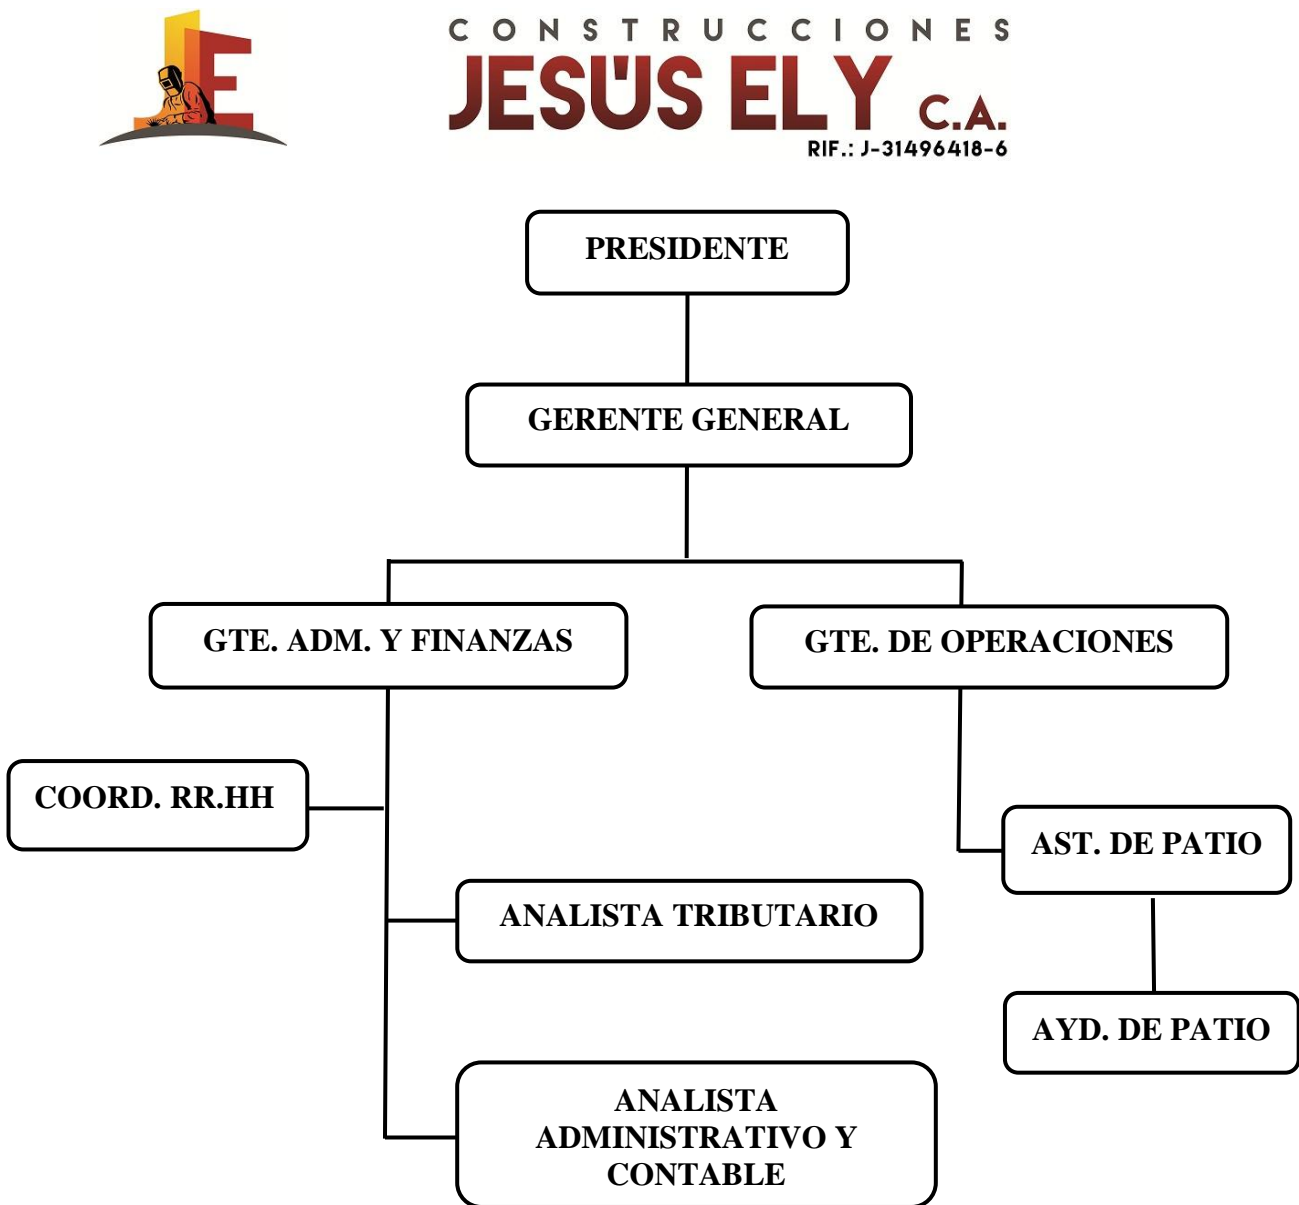 JE
CONSTRUCCIONES
JESÜS ELY C.A.
RIF.: J-31496418-6
PRESIDENTE
GERENTE GENERAL
GTE. ADM. Y FINANZAS
GTE. DE OPERACIONES
COORD. RR.HH
AST. DE PATIO
ANALISTA TRIBUTARIO
AYD. DE PATIO
ANALISTA
ADMINISTRATIVO Y
CONTABLE